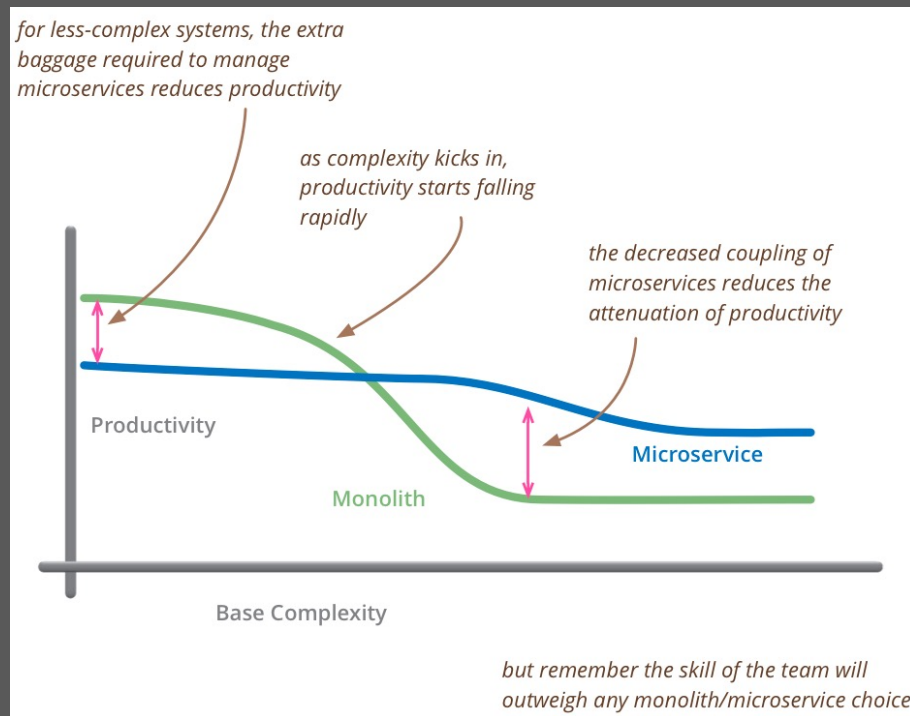 for less-complex systems, the extra
baggage required to manage
microservices reduces productivity
as complexity kicks in,
productivity starts falling
rapidly
the decreased coupling of
microservices reduces the
attenuation of productivity
Productivity
Microservice
Monolith
Base Complexity
but remember the skill of the team will
outweigh any monolith/microservice choice